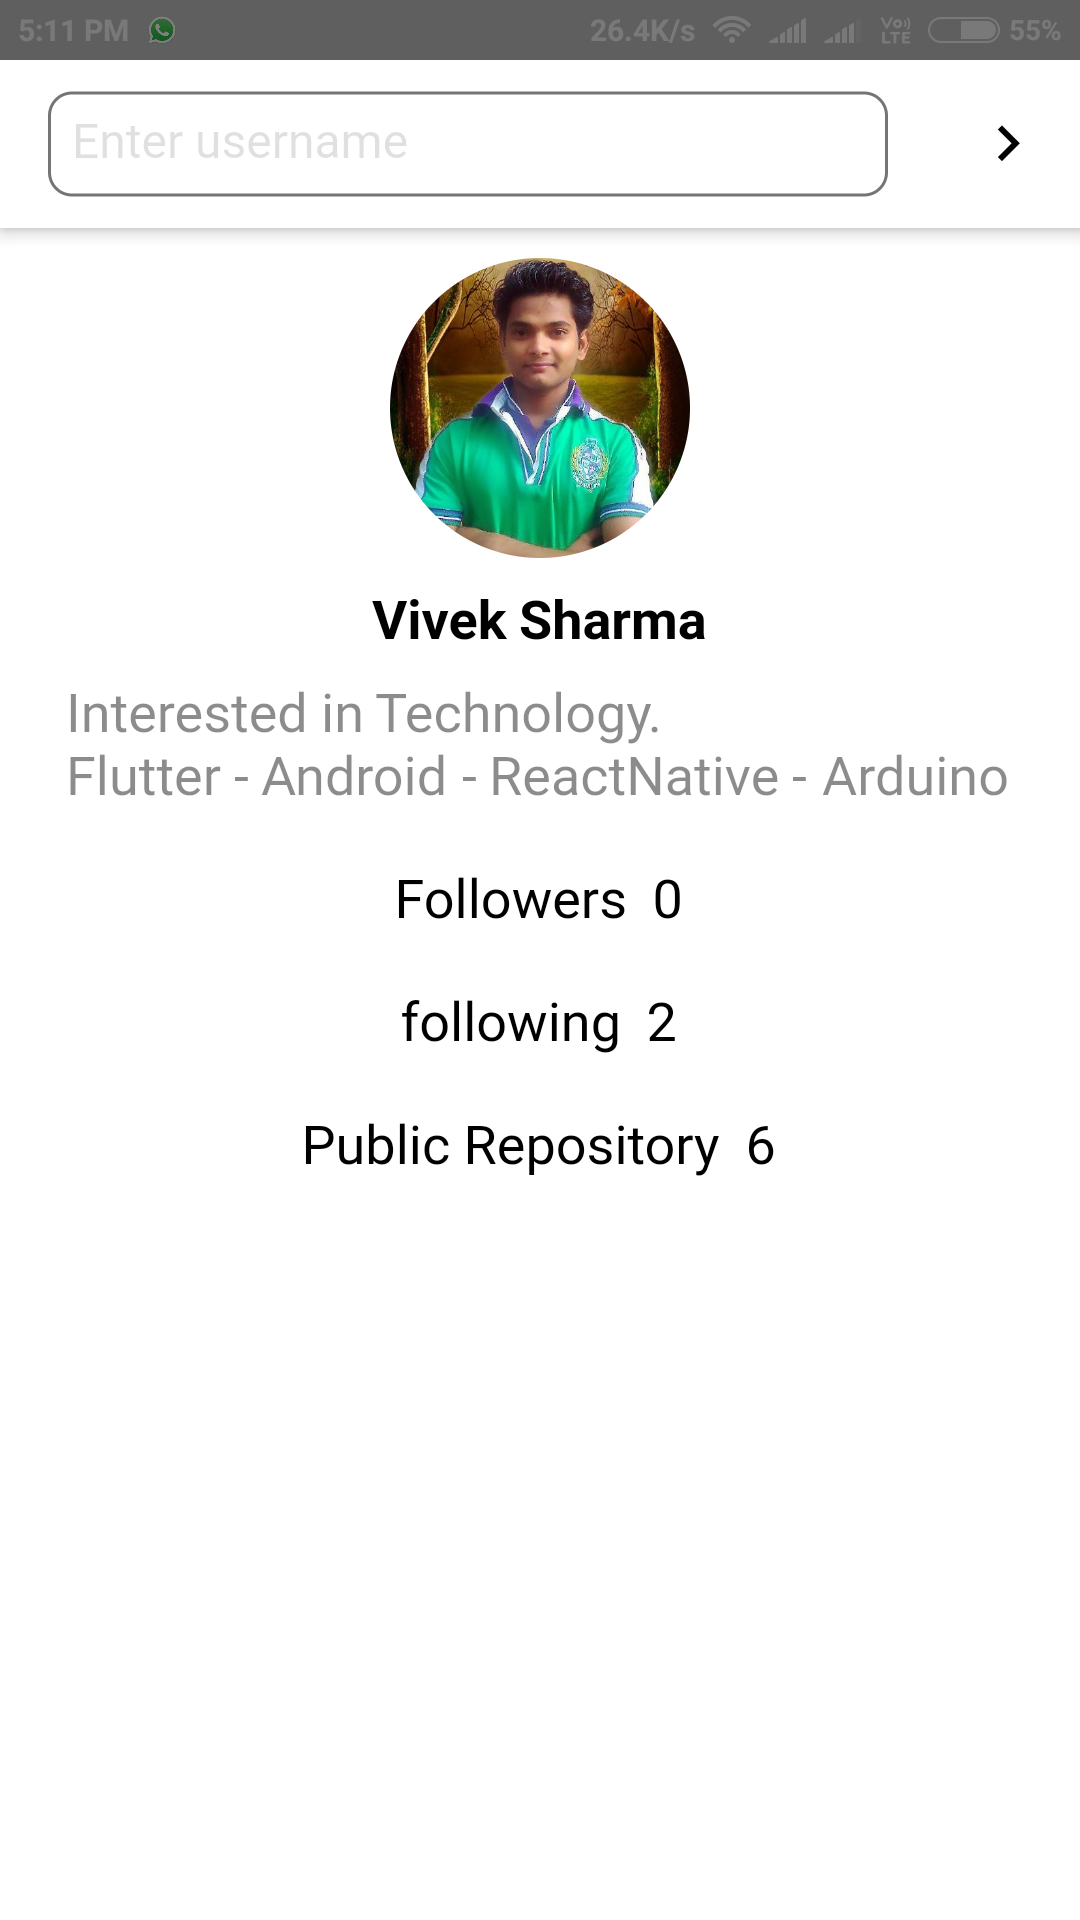 5:11 PM 26.4K/s Vo)) LTE 55%
Enter username
Vivek Sharma
Interested in Technology.
Flutter - Android - ReactNative - Arduino
Followers 0
following 2
Public Repository 6